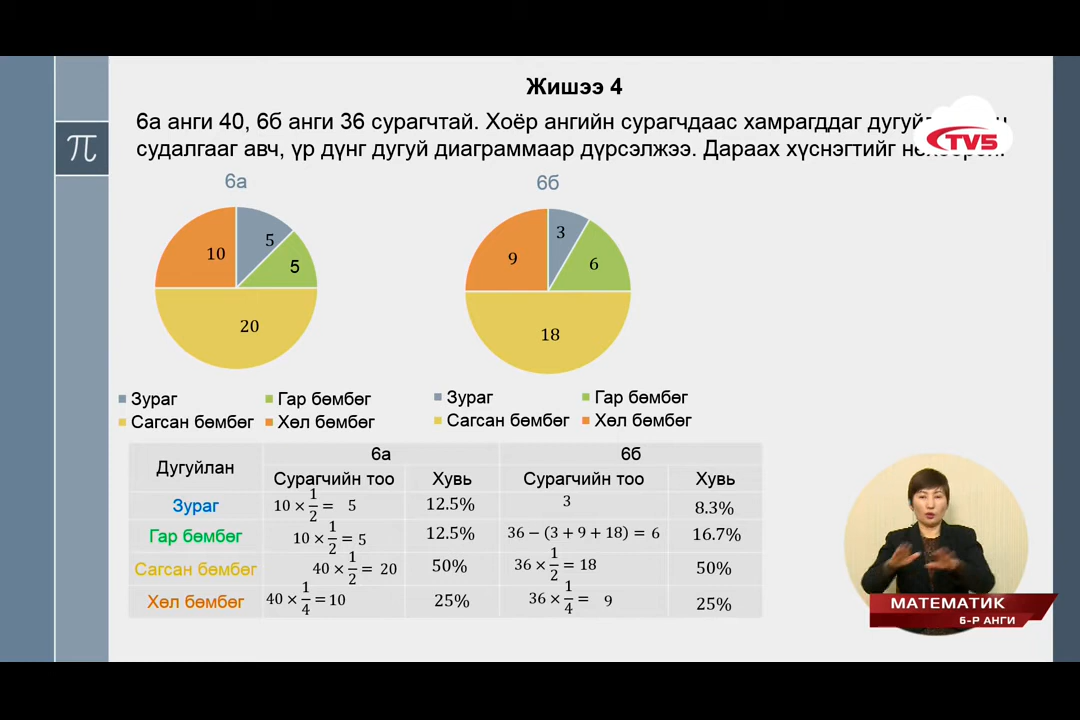 Жишээ 4
6а анги 40, 6б анги 36 сурагчтай. Хоёр ангийн сурагчдаас хамрагддаг
судалгааг авч, үр дүнг дугуй диаграммаар дүрсэлжээ. Дараах хүснэгтийг
TV5
π
6а
6б
10
5
5
20
3
9
6
18
Зураг
Гар бөмбөг
Сагсан бөмбөг
Хөл бөмбөг
Зураг
Гар бөмбөг
Сагсан бөмбөг
Хөл бөмбөг
Дугуйлан 6а 6б
Сурагчийн тоо Хувь Сурагчийн тоо Хувь
Зураг 10 × 1/2 = 5 12.5% 3 8.3%
Гар бөмбөг 10 × 1/2 = 5 12.5% 36 − (3 + 9 + 18) = 6 16.7%
Сагсан бөмбөг 40 × 1/2 = 20 50% 36 × 1/2 = 18 50%
Хөл бөмбөг 40 × 1/4 = 10 25% 36 × 1/4 = 9 25%
МАТЕМАТИК
6-Р АНГИ